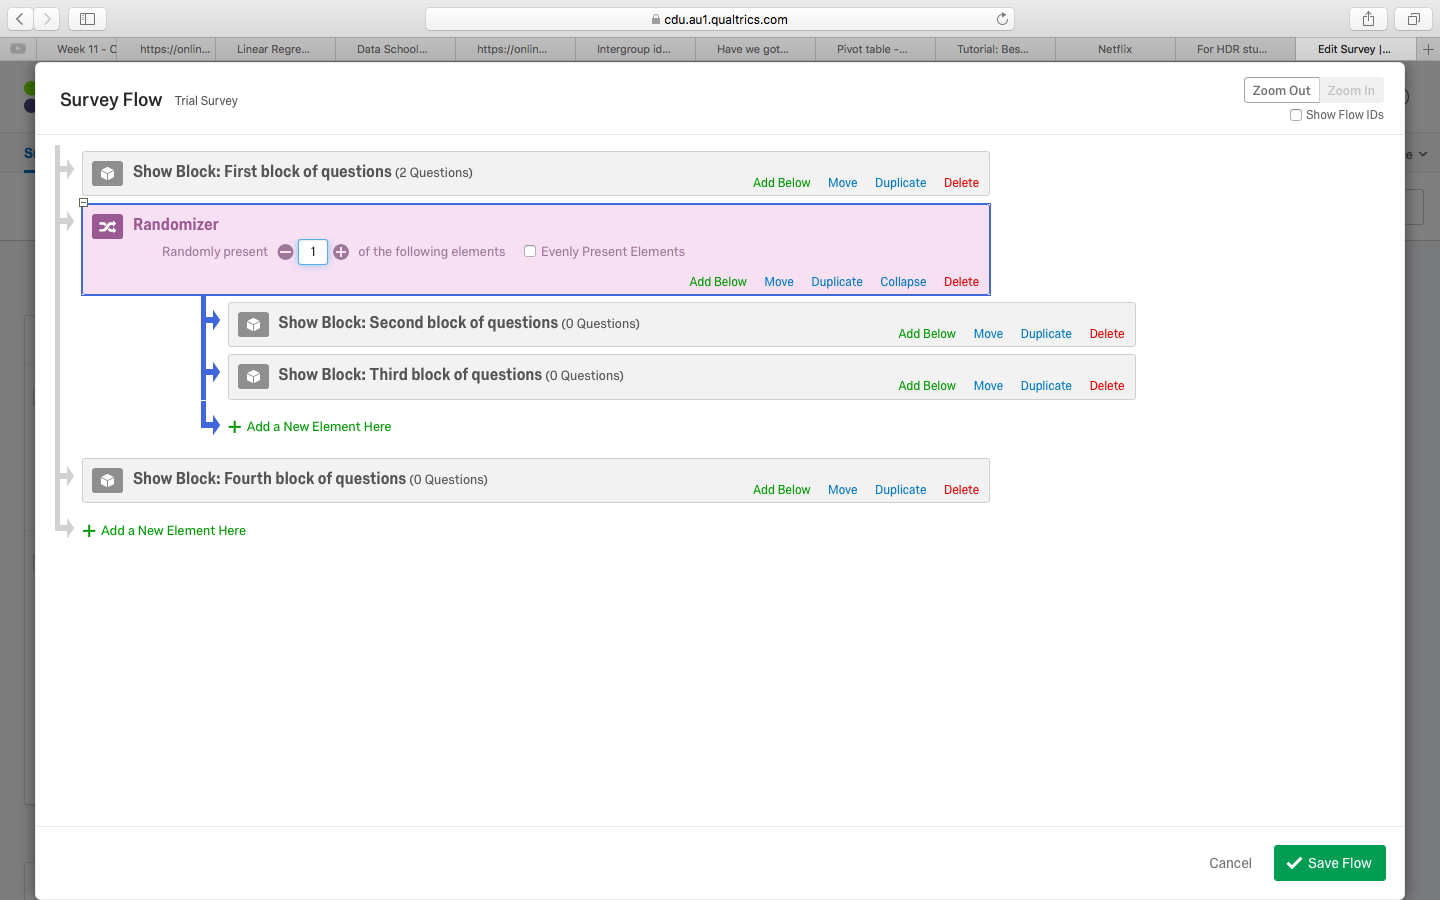 cdu.au1.qualtrics.com
Week 11 - C
https://onlin...
Linear Regre...
Data School...
https://onlin...
Intergroup id...
Have we got...
Pivot table -...
Tutorial: Bes...
Netflix
For HDR stu...
Edit Survey |...
Survey Flow Trial Survey
Zoom Out Zoom In
Show Flow IDs
Show Block: First block of questions (2 Questions)
Add Below Move Duplicate Delete
Randomizer
Randomly present 1 of the following elements Evenly Present Elements
Add Below Move Duplicate Collapse Delete
Show Block: Second block of questions (0 Questions)
Add Below Move Duplicate Delete
Show Block: Third block of questions (0 Questions)
Add Below Move Duplicate Delete
Add a New Element Here
Show Block: Fourth block of questions (0 Questions)
Add Below Move Duplicate Delete
Add a New Element Here
Cancel Save Flow